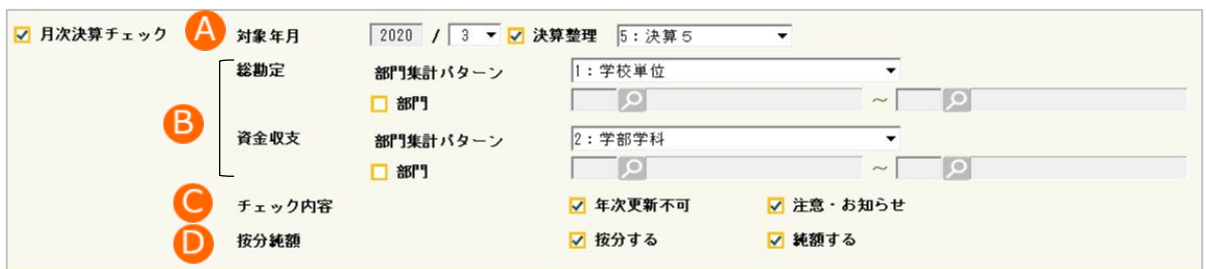 月次決算チェック A 対象年月 2020 / 3 決算整理 5:決算5
総勘定 部門集計パターン 1:学校単位
部門 ～
B
資金収支 部門集計パターン 2:学部学科
部門 ～
C チェック内容 年次更新不可 注意・お知らせ
D 按分純額 按分する 純額する